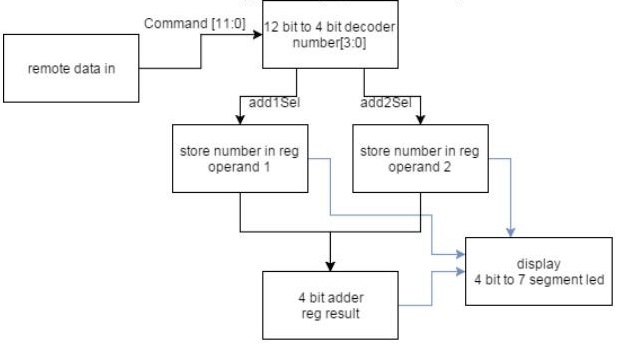 Command [11:0]
12 bit to 4 bit decoder
number[3:0]
remote data in
add1Sel
add2Sel
store number in reg
operand 1
store number in reg
operand 2
display
4 bit to 7 segment led
4 bit adder
reg result